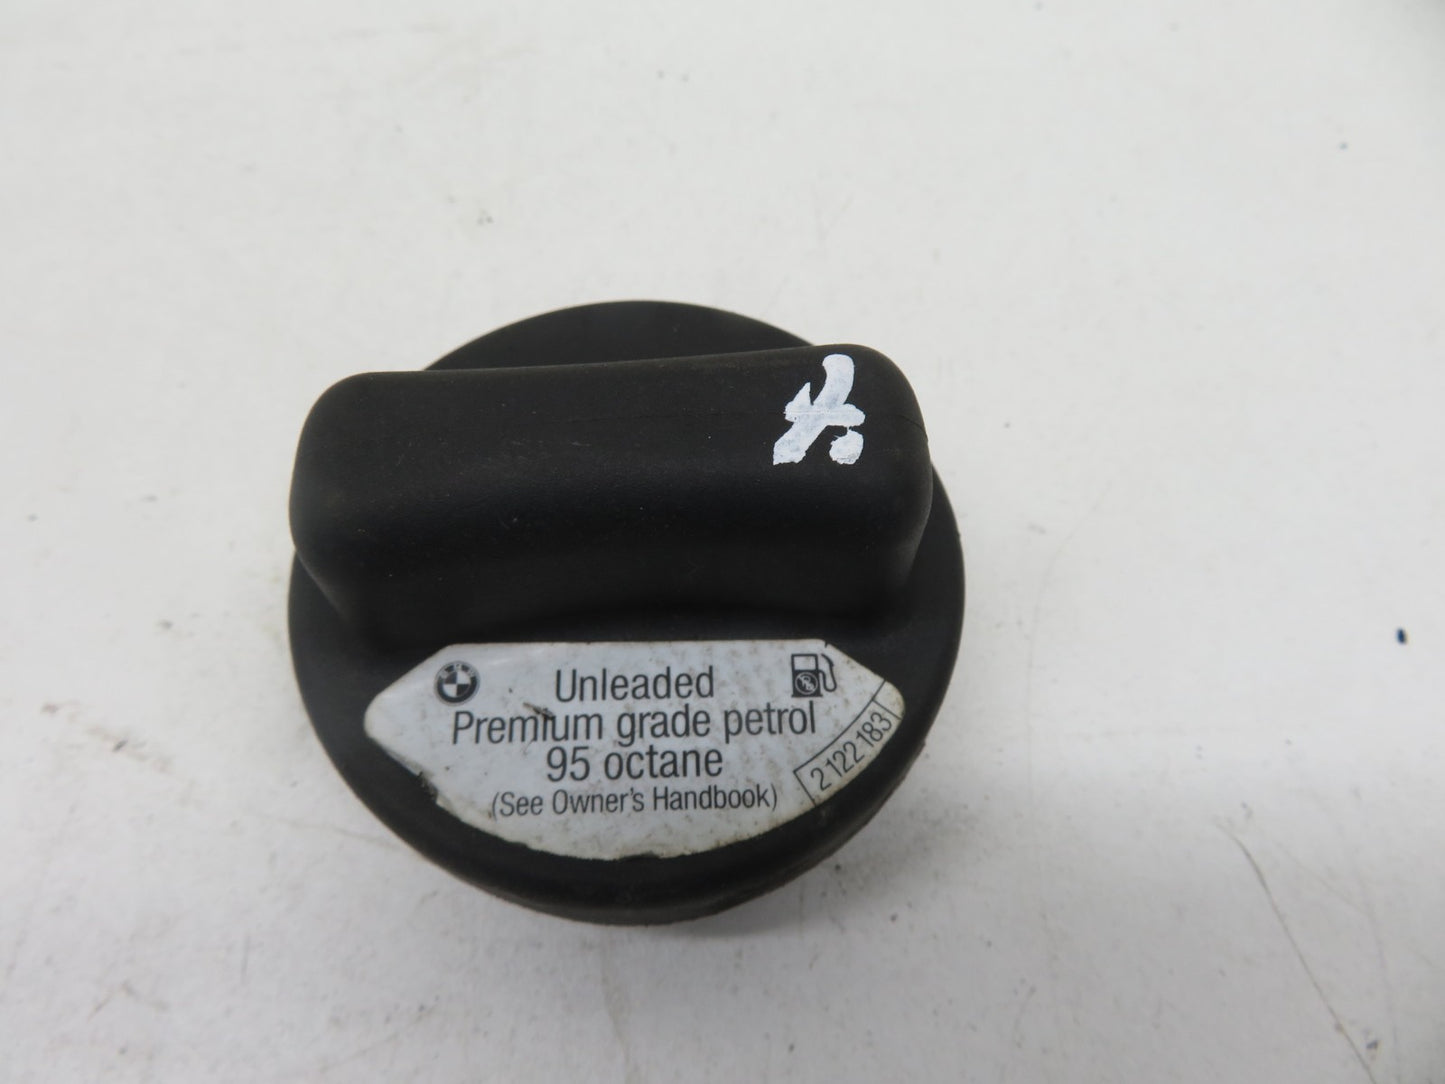 Unleaded
Premium grade petrol
95 octane
(See Owner's Handbook)
2122183